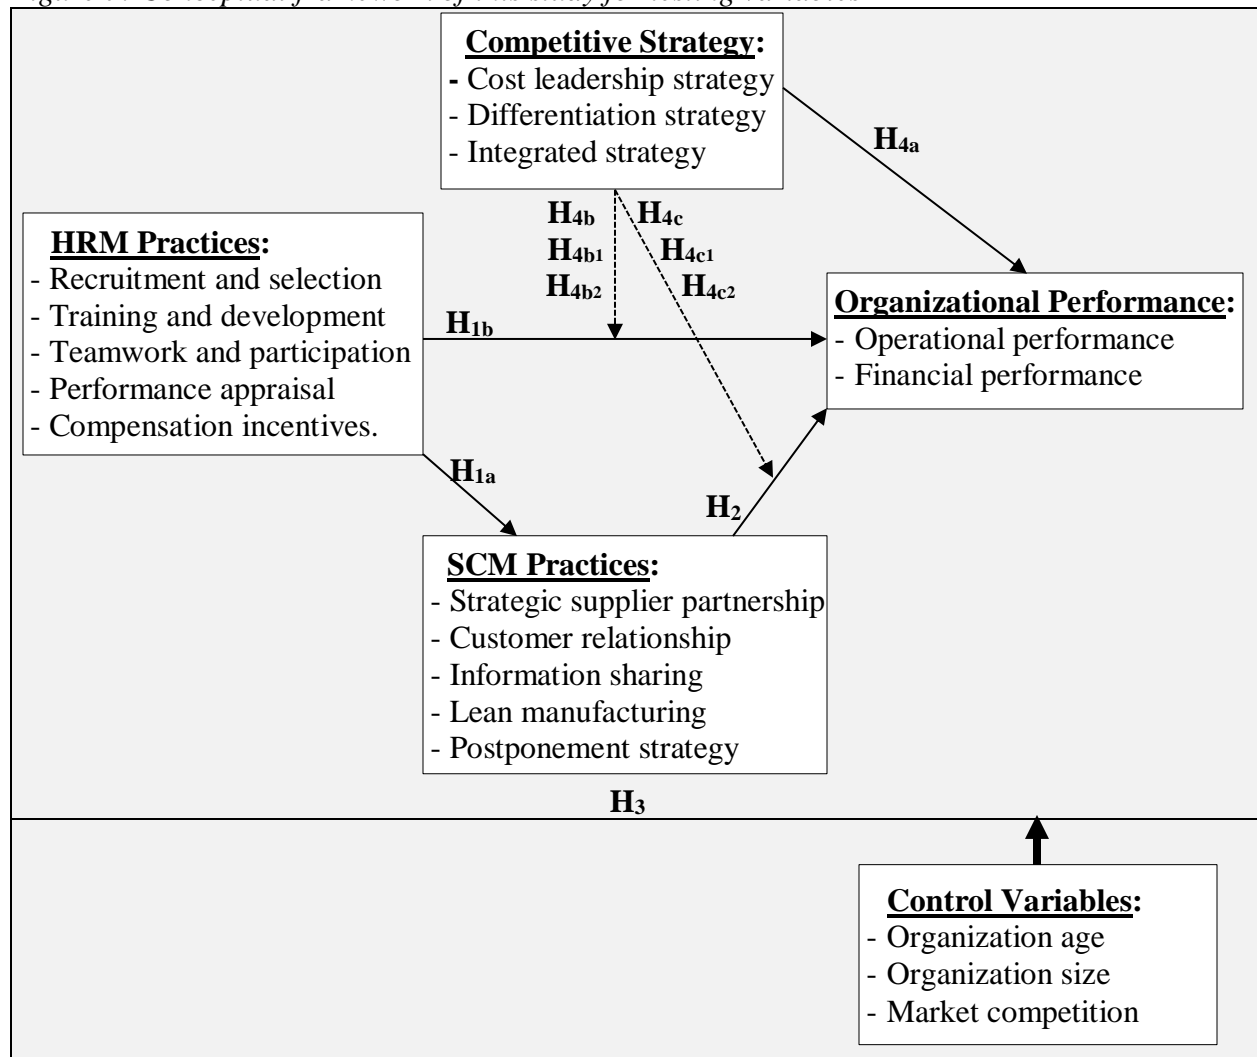 Competitive Strategy:
- Cost leadership strategy
- Differentiation strategy
- Integrated strategy
H4a
H4b H4c
H4b1 H4c1
H4b2 H4c2
HRM Practices:
- Recruitment and selection
- Training and development
- Teamwork and participation
- Performance appraisal
- Compensation incentives.
H1b
Organizational Performance:
- Operational performance
- Financial performance
H1a
H2
SCM Practices:
- Strategic supplier partnership
- Customer relationship
- Information sharing
- Lean manufacturing
- Postponement strategy
H3
Control Variables:
- Organization age
- Organization size
- Market competition